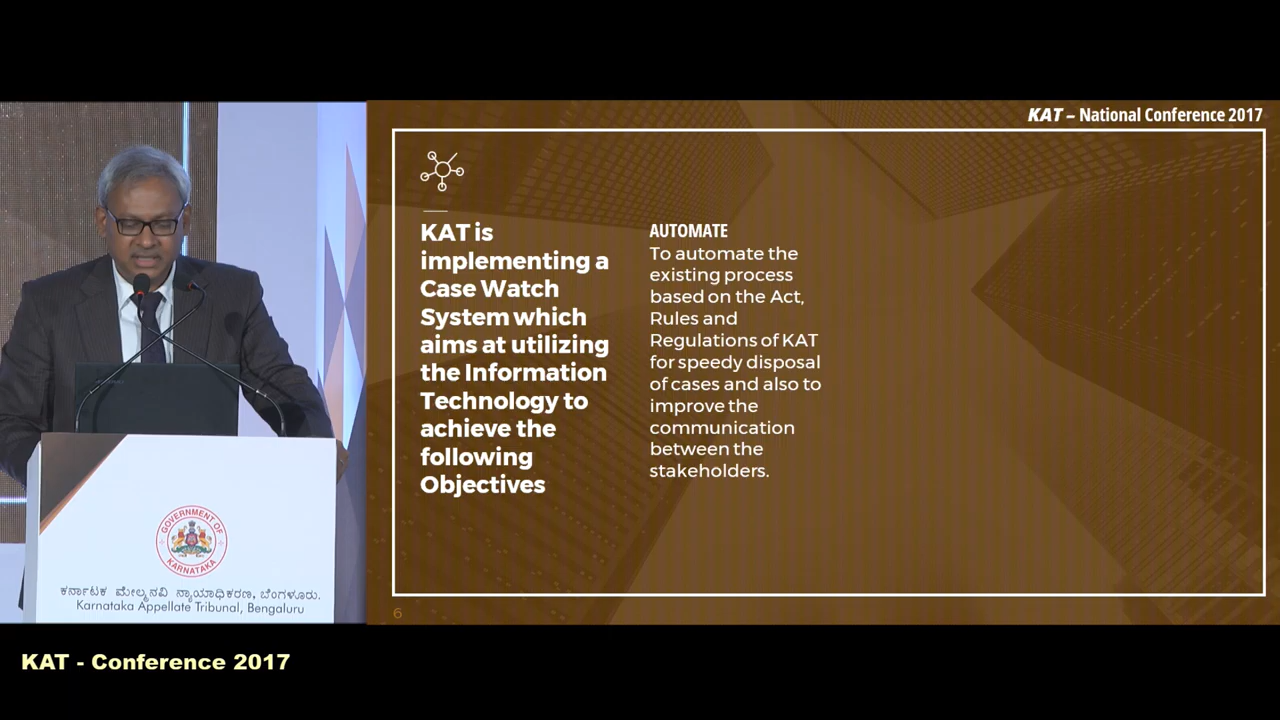 KAT – National Conference 2017
KAT is
implementing a
Case Watch
System which
aims at utilizing
the Information
Technology to
achieve the
following
Objectives
AUTOMATE
To automate the
existing process
based on the Act,
Rules and
Regulations of KAT
for speedy disposal
of cases and also to
improve the
communication
between the
stakeholders.
6
GOVERNMENT OF
KARNATAKA
ಕರ್ನಾಟಕ ಮೇಲ್ಮನವಿ ನ್ಯಾಯಾಧಿಕರಣ, ಬೆಂಗಳೂರು.
Karnataka Appellate Tribunal, Bengaluru
KAT - Conference 2017